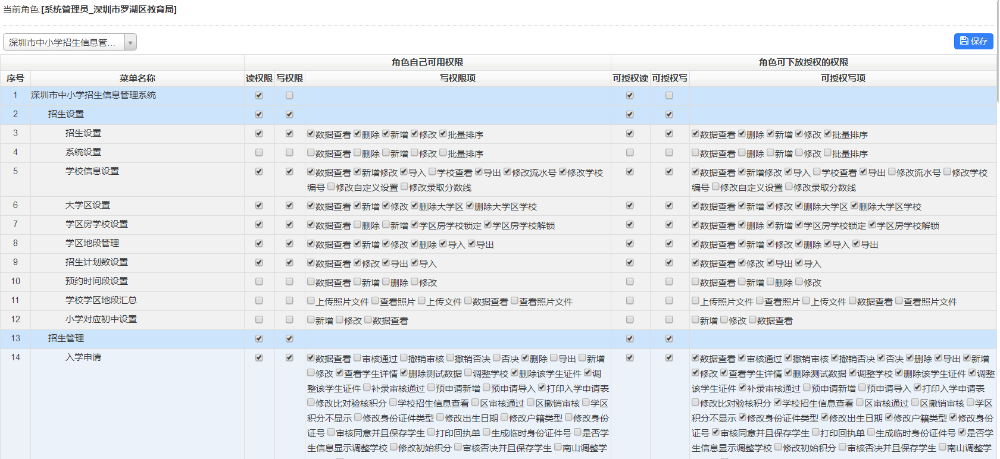 当前角色:[系统管理员_深圳市罗湖区教育局]
深圳市中小学招生信息管...
保存
角色自己可用权限 角色可下放授权的权限
序号 菜单名称 读权限 写权限 写权限项 可授权读 可授权写 可授权写项
1 深圳市中小学招生信息管理系统
2 招生设置
3 招生设置 数据查看 删除 新增 修改 批量排序 数据查看 删除 新增 修改 批量排序
4 系统设置 数据查看 删除 新增 修改 批量排序 数据查看 删除 新增 修改 批量排序
5 学校信息设置 数据查看 新增修改 导入 学校查看 导出 修改流水号 修改学校 数据查看 新增修改 导入 学校查看 导出 修改流水号 修改学校
编号 修改自定义设置 修改录取分数线 编号 修改自定义设置 修改录取分数线
6 大学区设置 数据查看 新增 修改 删除大学区 删除大学区学校 数据查看 新增 修改 删除大学区 删除大学区学校
7 学区房学校设置 数据查看 删除 新增 学区房学校锁定 学区房学校解锁 数据查看 删除 新增 学区房学校锁定 学区房学校解锁
8 学区地段管理 数据查看 新增 修改 删除 导入 导出 数据查看 新增 修改 删除 导入 导出
9 招生计划数设置 数据查看 修改 导出 导入 数据查看 修改 导出 导入
10 预约时间段设置 数据查看 新增 删除 修改 数据查看 新增 删除 修改
11 学校学区地段汇总 上传照片文件 查看照片 上传文件 数据查看 查看照片文件 上传照片文件 查看照片 上传文件 数据查看 查看照片文件
12 小学对应初中设置 新增 修改 数据查看 新增 修改 数据查看
13 招生管理
14 入学申请 数据查看 审核通过 撤销审核 撤销否决 否决 删除 导出 新增 数据查看 审核通过 撤销审核 撤销否决 否决 删除 导出 新增
修改 查看学生详情 删除测试数据 调整学校 删除该学生证件 调 修改 查看学生详情 删除测试数据 调整学校 删除该学生证件 调整
整该学生证件 补录审核通过 预申请新增 预申请导入 打印入学申请表 该学生证件 补录审核通过 预申请新增 预申请导入 打印入学申请表
修改比对验核积分 学校招生信息查看 区审核通过 区撤销审核 学区 修改比对验核积分 学校招生信息查看 区审核通过 区撤销审核 学区
积分不显示 修改身份证件类型 修改出生日期 修改户籍类型 修改身份 积分不显示 修改身份证件类型 修改出生日期 修改户籍类型 修改身份
证号 审核同意并且保存学生 打印回执单 生成临时身份证件号 是否学 证号 审核同意并且保存学生 打印回执单 生成临时身份证件号 是否学
生信息显示调整学校 修改初始积分 审核否决并且保存学生 南山调整学 生信息显示调整学校 修改初始积分 审核否决并且保存学生 南山调整学